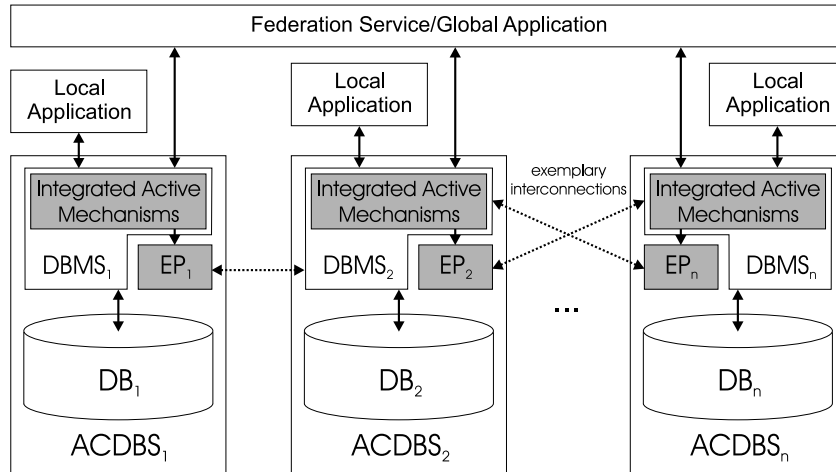 Federation Service/Global Application
Local
Application
Local
Application
Local
Application
exemplary
interconnections
Integrated Active
Mechanisms
Integrated Active
Mechanisms
Integrated Active
Mechanisms
DBMS1
EP1
DBMS2
EP2
...
EPn
DBMSn
DB1
DB2
DBn
ACDBS1
ACDBS2
ACDBSn